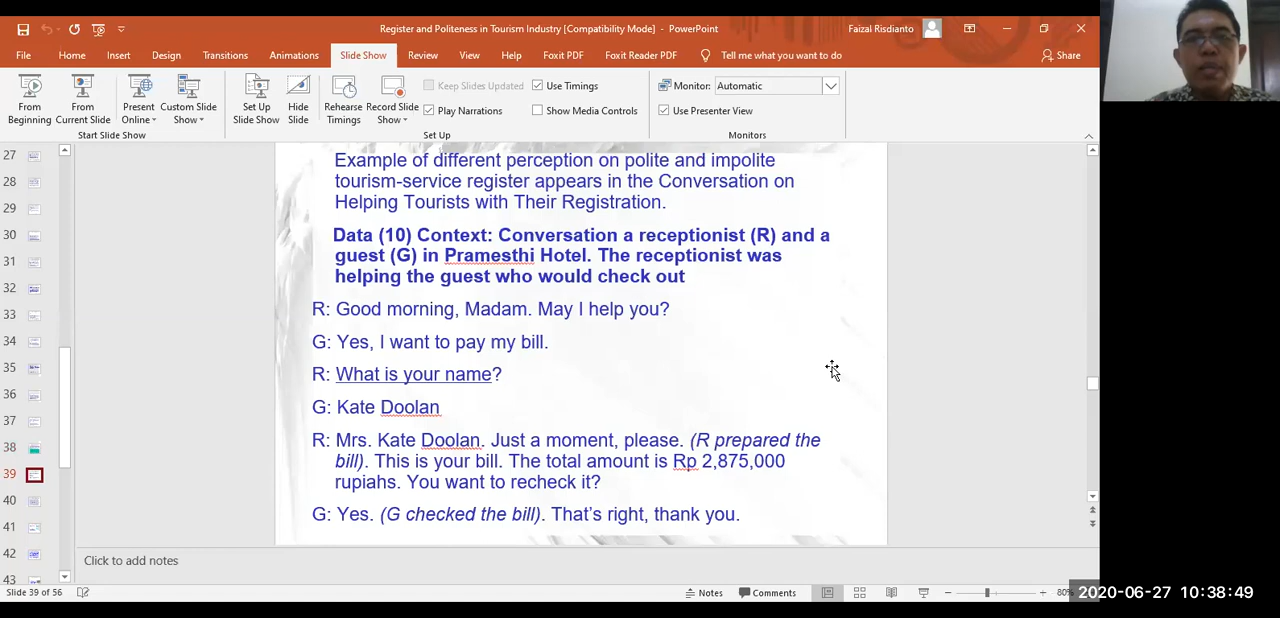 Register and Politeness in Tourism Industry [Compatibility Mode] - PowerPoint
Faizal Risdianto
File Home Insert Design Transitions Animations Slide Show Review View Help Foxit PDF Foxit Reader PDF Tell me what you want to do Share
From Beginning
From Current Slide
Present Online
Custom Slide Show
Start Slide Show
Set Up Slide Show
Hide Slide
Rehearse Timings
Record Slide Show
Keep Slides Updated
Use Timings
Play Narrations
Show Media Controls
Set Up
Monitor: Automatic
Use Presenter View
Monitors
27
28
29
30
31
32
33
34
35
36
37
38
39
40
41
42
43
Example of different perception on polite and impolite
tourism-service register appears in the Conversation on
Helping Tourists with Their Registration.
Data (10) Context: Conversation a receptionist (R) and a
guest (G) in Pramesthi Hotel. The receptionist was
helping the guest who would check out
R: Good morning, Madam. May I help you?
G: Yes, I want to pay my bill.
R: What is your name?
G: Kate Doolan
R: Mrs. Kate Doolan. Just a moment, please. (R prepared the
bill). This is your bill. The total amount is Rp 2,875,000
rupiahs. You want to recheck it?
G: Yes. (G checked the bill). That's right, thank you.
Click to add notes
Slide 39 of 56
Notes Comments
80%
2020-06-27 10:38:49